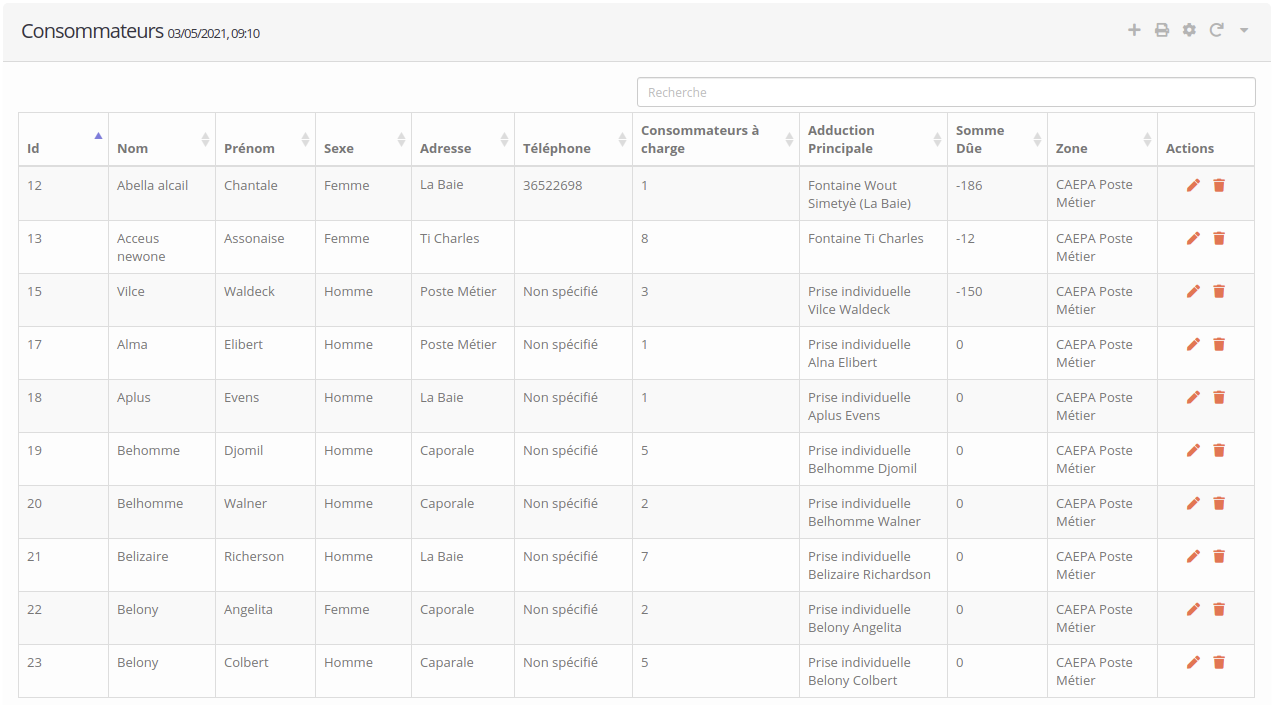 Consommateurs 03/05/2021, 09:10
Recherche
Id Nom Prénom Sexe Adresse Téléphone Consommateurs à charge Adduction Principale Somme Dûe Zone Actions
12 Abella alcail Chantale Femme La Baie 36522698 1 Fontaine Wout Simetyè (La Baie) -186 CAEPA Poste Métier
13 Acceus newone Assonaise Femme Ti Charles 8 Fontaine Ti Charles -12 CAEPA Poste Métier
15 Vilce Waldeck Homme Poste Métier Non spécifié 3 Prise individuelle Vilce Waldeck -150 CAEPA Poste Métier
17 Alma Elibert Homme Poste Métier Non spécifié 1 Prise individuelle Alna Elibert 0 CAEPA Poste Métier
18 Aplus Evens Homme La Baie Non spécifié 1 Prise individuelle Aplus Evens 0 CAEPA Poste Métier
19 Behomme Djomil Homme Caporale Non spécifié 5 Prise individuelle Belhomme Djomil 0 CAEPA Poste Métier
20 Belhomme Walner Homme Caporale Non spécifié 2 Prise individuelle Belhomme Walner 0 CAEPA Poste Métier
21 Belizaire Richerson Homme La Baie Non spécifié 7 Prise individuelle Belizaire Richardson 0 CAEPA Poste Métier
22 Belony Angelita Femme Caporale Non spécifié 2 Prise individuelle Belony Angelita 0 CAEPA Poste Métier
23 Belony Colbert Homme Caparale Non spécifié 5 Prise individuelle Belony Colbert 0 CAEPA Poste Métier